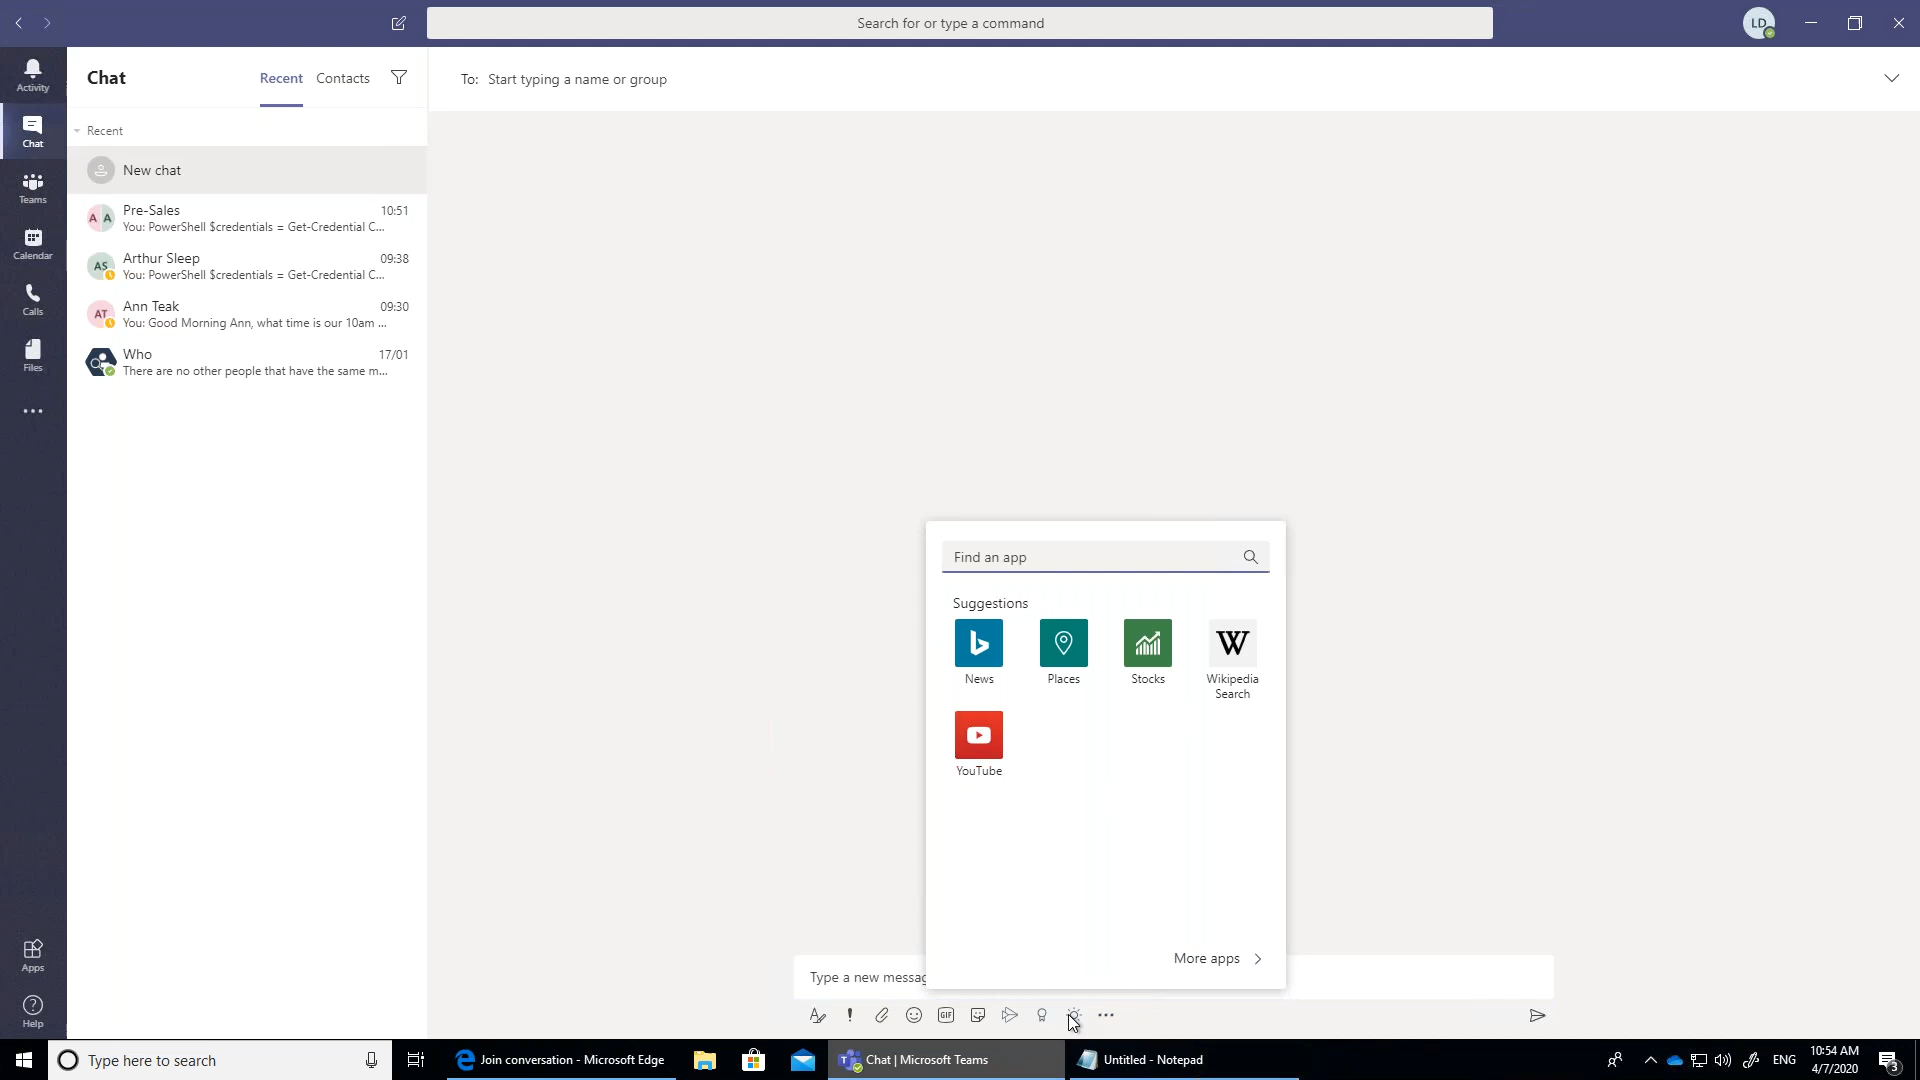 Search for or type a command
LD
Activity
Chat
Teams
Calendar
Calls
Files
Apps
Help
Chat
Recent
Contacts
Recent
New chat
A A
Pre-Sales
10:51
You: PowerShell $credentials = Get-Credential C...
AS
Arthur Sleep
09:38
You: PowerShell $credentials = Get-Credential C...
AT
Ann Teak
09:30
You: Good Morning Ann, what time is our 10am ...
Who
17/01
There are no other people that have the same m...
To: Start typing a name or group
Find an app
Suggestions
News
Places
Stocks
W
Wikipedia
Search
YouTube
More apps
Type a new messag
GIF
Type here to search
Join conversation - Microsoft Edge
Chat | Microsoft Teams
Untitled - Notepad
ENG
10:54 AM
4/7/2020
3